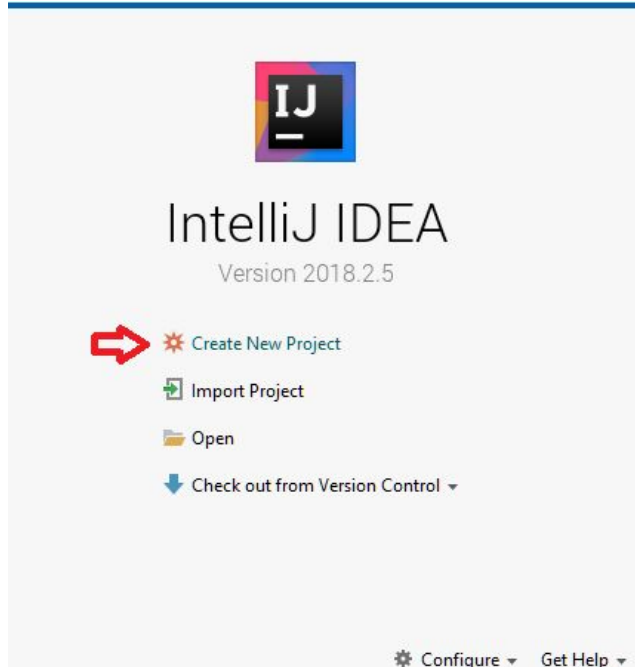 IJ
IntelliJ IDEA
Version 2018.2.5
Create New Project
Import Project
Open
Check out from Version Control
Configure Get Help